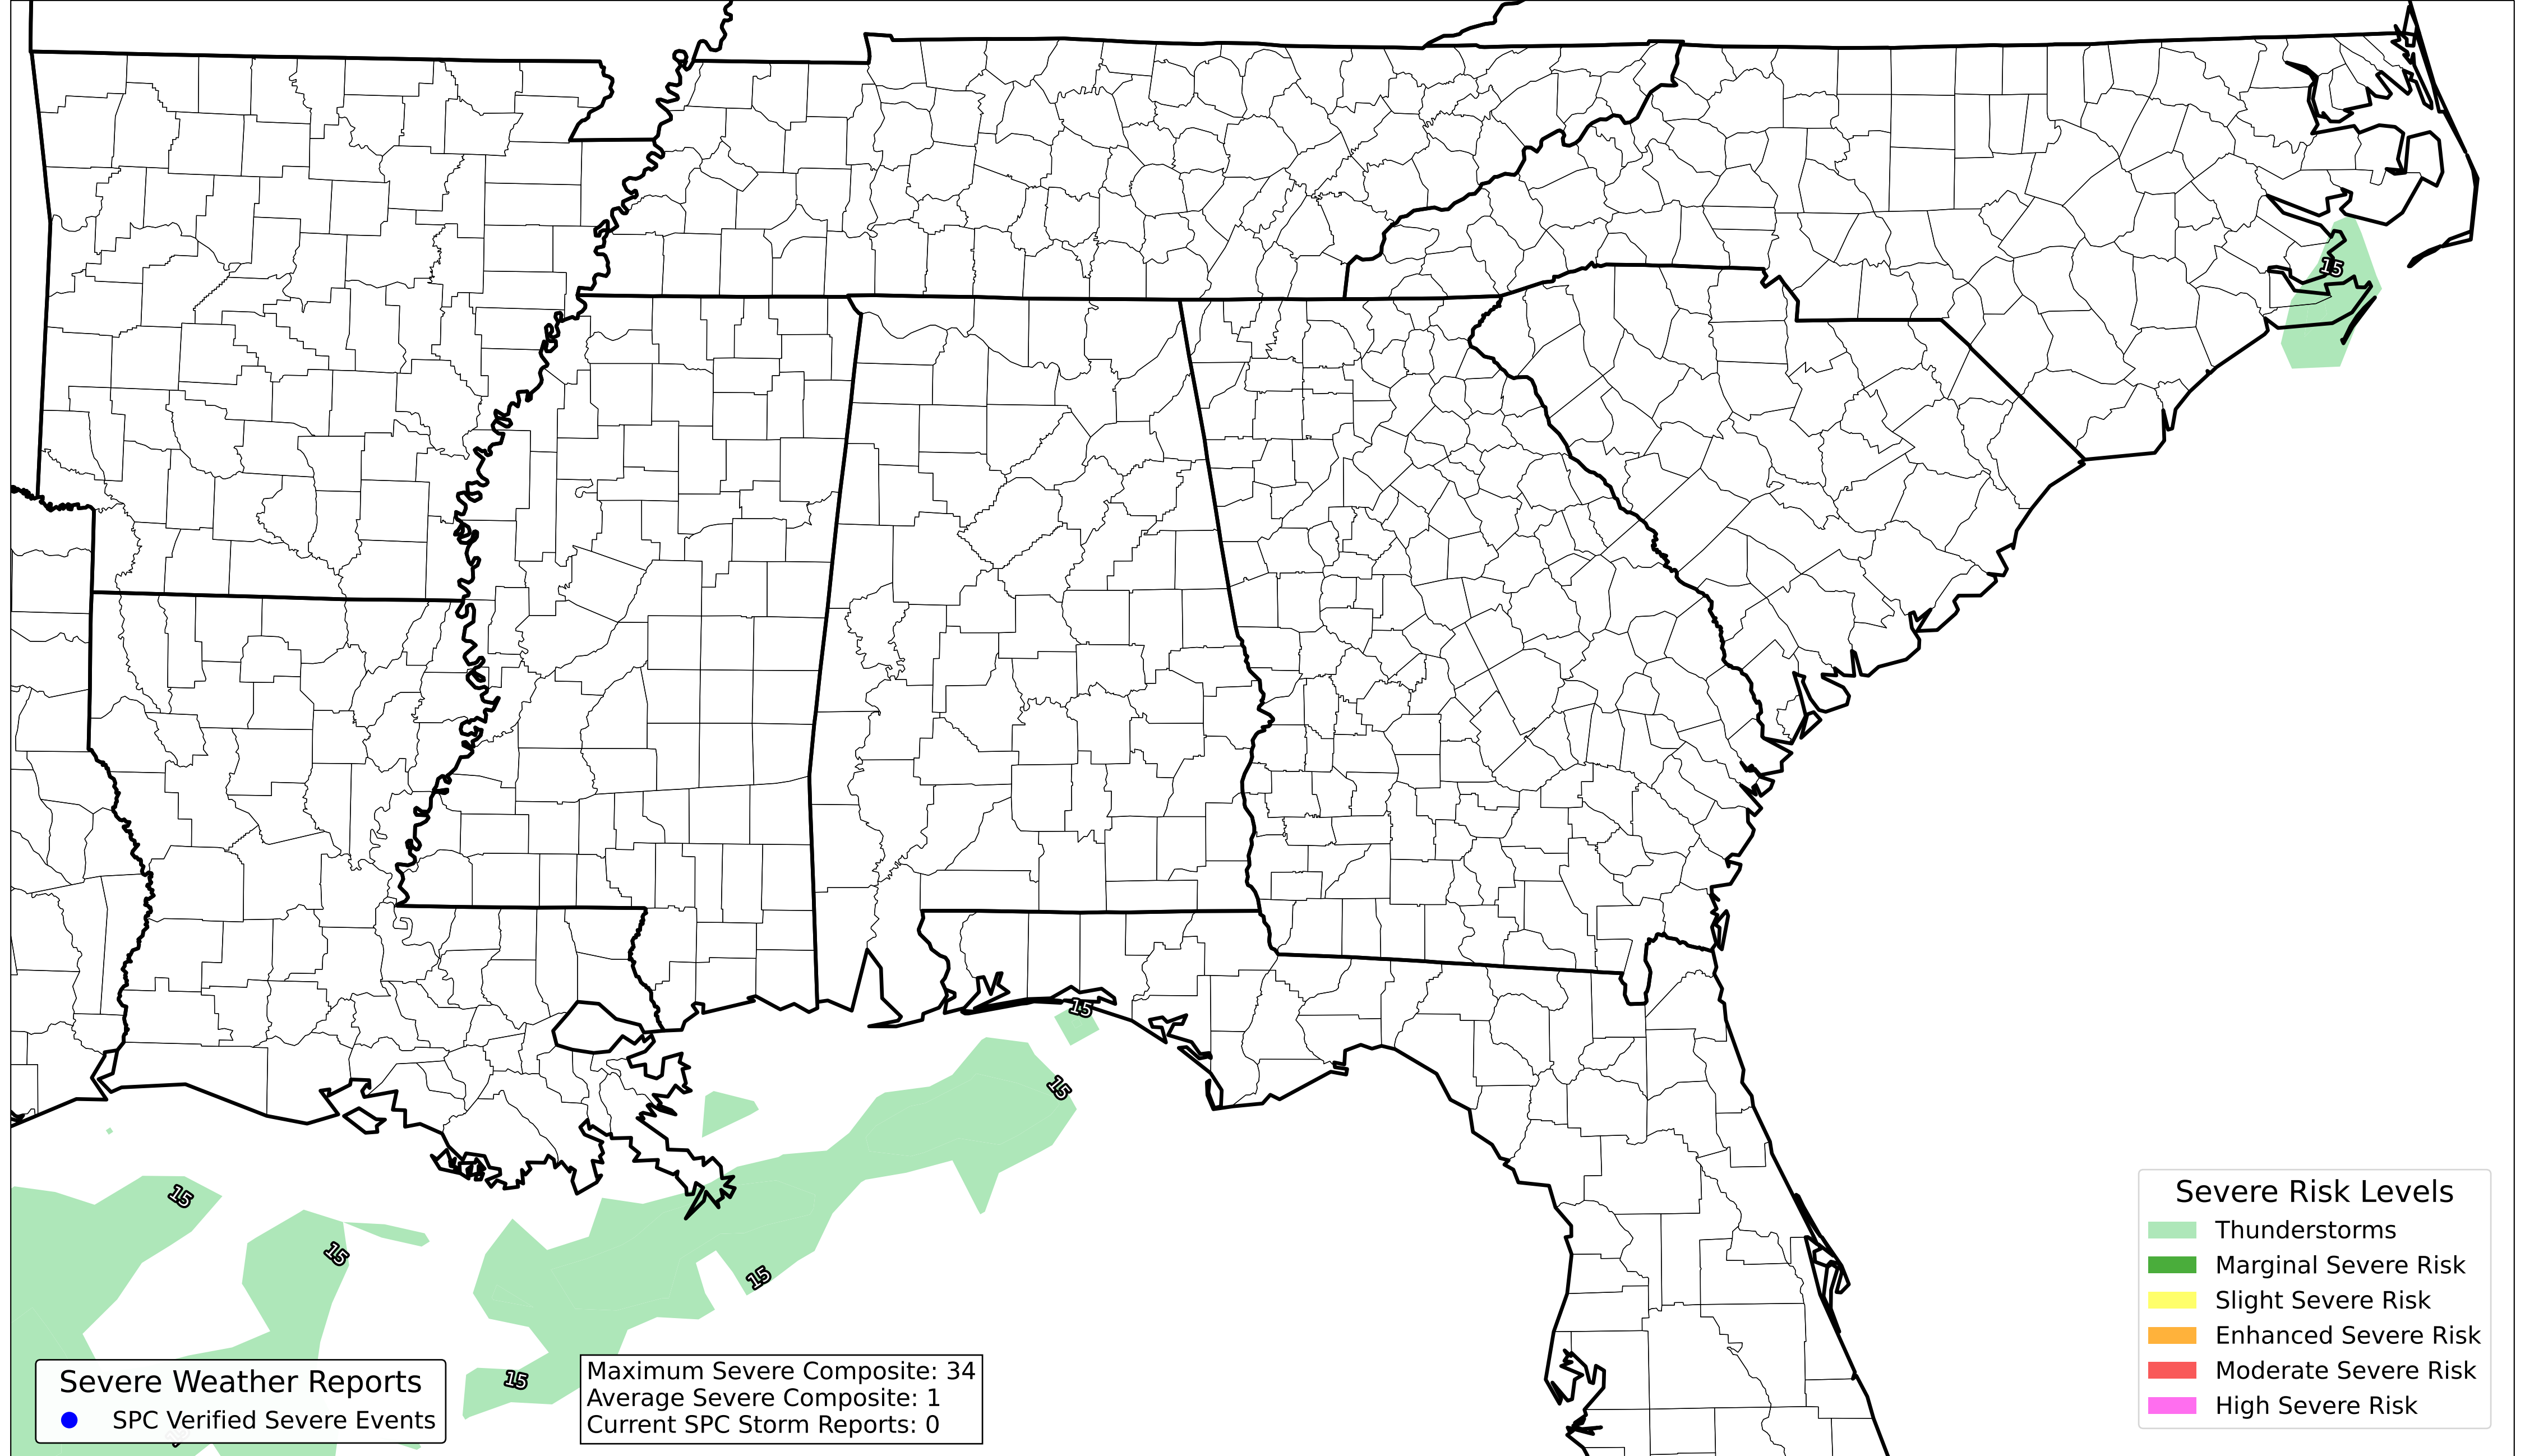 15
15
15
15
15
15
15
Severe Weather Reports
SPC Verified Severe Events
Maximum Severe Composite: 34
Average Severe Composite: 1
Current SPC Storm Reports: 0
Severe Risk Levels
Thunderstorms
Marginal Severe Risk
Slight Severe Risk
Enhanced Severe Risk
Moderate Severe Risk
High Severe Risk